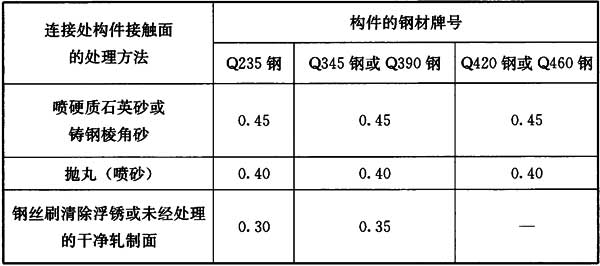 连接处构件接触面
的处理方法
构件的钢材牌号
Q235 钢
Q345 钢或 Q390 钢
Q420 钢或 Q460 钢
喷硬质石英砂或
铸钢棱角砂
0.45
0.45
0.45
抛丸（喷砂）
0.40
0.40
0.40
钢丝刷清除浮锈或未经处理
的干净轧制面
0.30
0.35
—